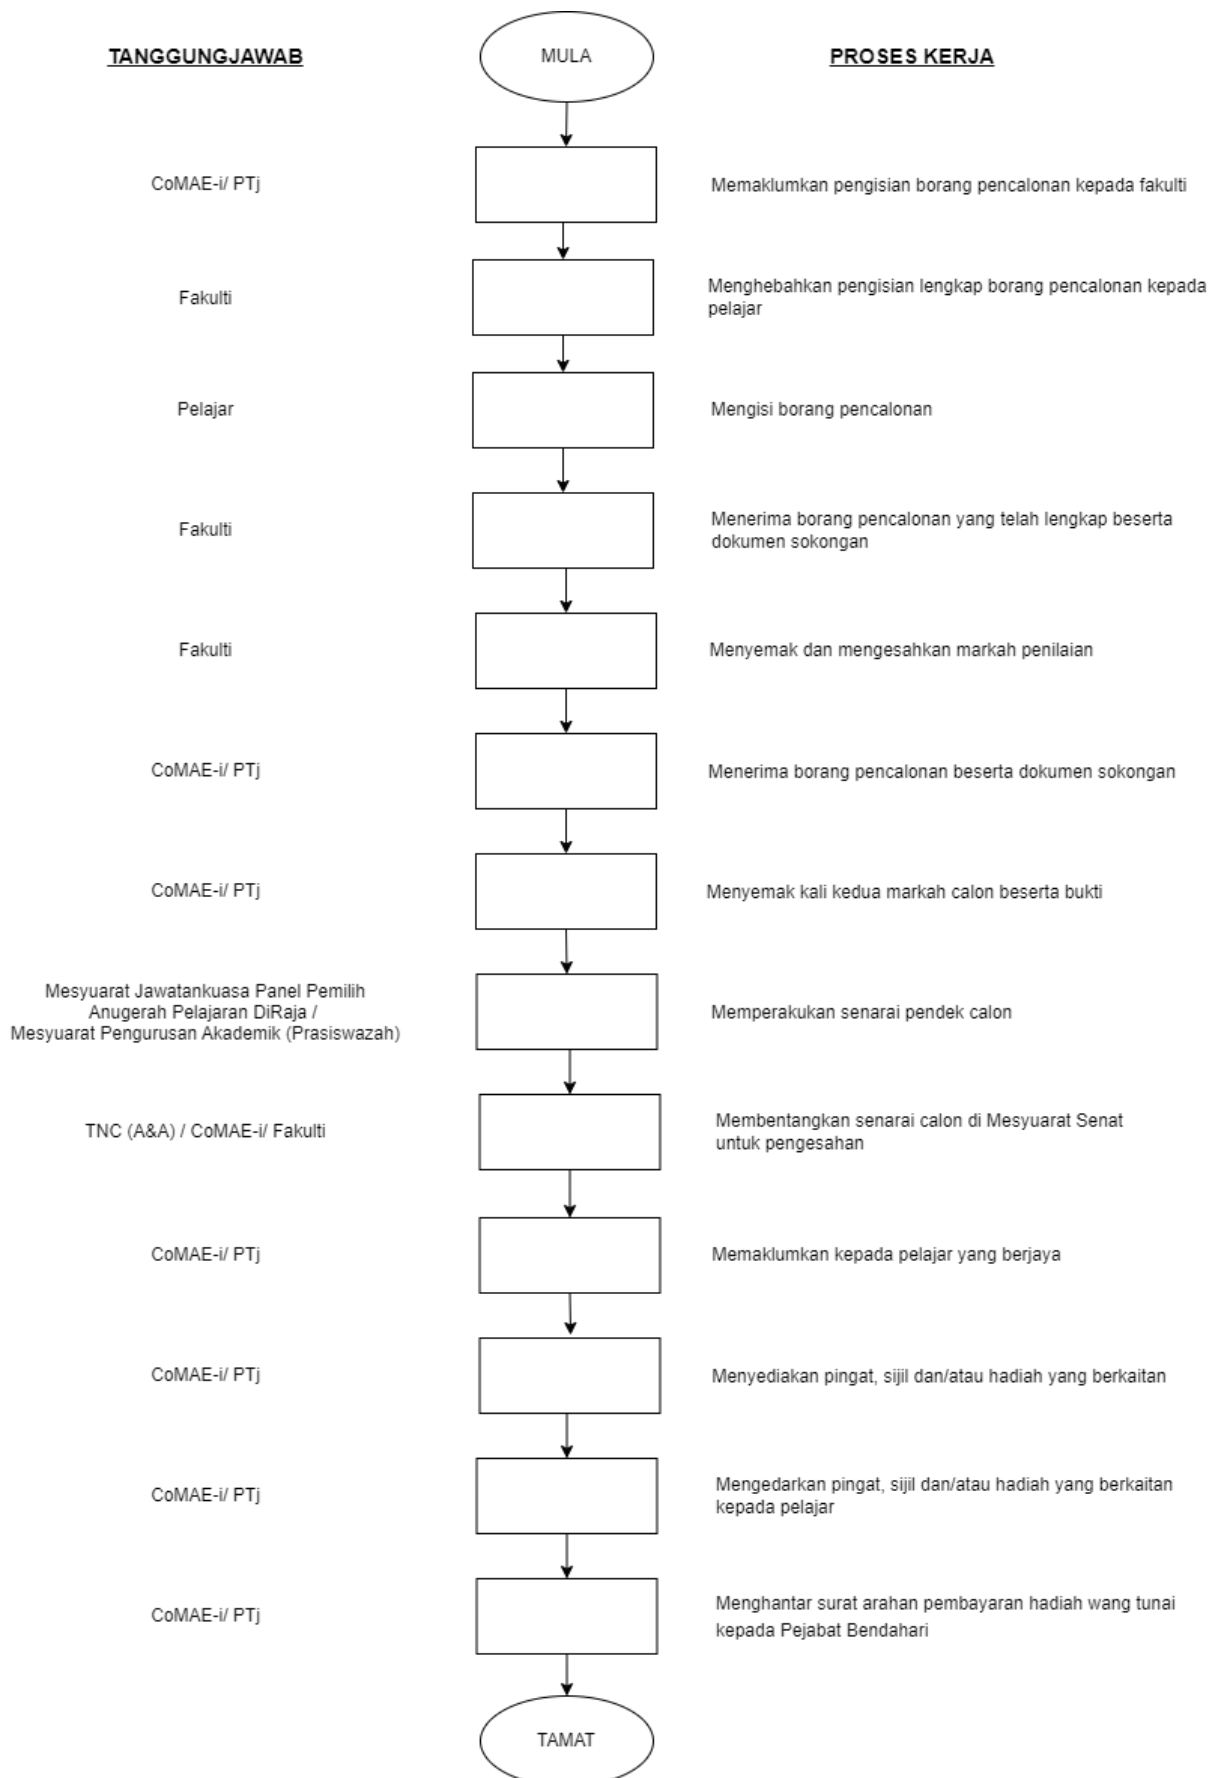 TANGGUNGJAWAB
MULA
PROSES KERJA
CoMAE-i/ PTj
Memaklumkan pengisian borang pencalonan kepada fakulti
Fakulti
Menghebahkan pengisian lengkap borang pencalonan kepada
pelajar
Pelajar
Mengisi borang pencalonan
Fakulti
Menerima borang pencalonan yang telah lengkap beserta
dokumen sokongan
Fakulti
Menyemak dan mengesahkan markah penilaian
CoMAE-i/ PTj
Menerima borang pencalonan beserta dokumen sokongan
CoMAE-i/ PTj
Menyemak kali kedua markah calon beserta bukti
Mesyuarat Jawatankuasa Panel Pemilih
Anugerah Pelajaran DiRaja /
Mesyuarat Pengurusan Akademik (Prasiswazah)
Memperakukan senarai pendek calon
TNC (A&A) / CoMAE-i/ Fakulti
Membentangkan senarai calon di Mesyuarat Senat
untuk pengesahan
CoMAE-i/ PTj
Memaklumkan kepada pelajar yang berjaya
CoMAE-i/ PTj
Menyediakan pingat, sijil dan/atau hadiah yang berkaitan
CoMAE-i/ PTj
Mengedarkan pingat, sijil dan/atau hadiah yang berkaitan
kepada pelajar
CoMAE-i/ PTj
Menghantar surat arahan pembayaran hadiah wang tunai
kepada Pejabat Bendahari
TAMAT